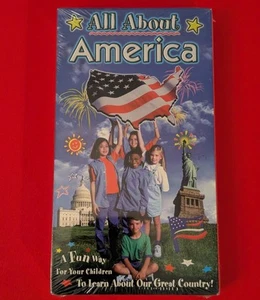 All About
America
A Fun Way
For Your Children
To Learn About Our Great Country!